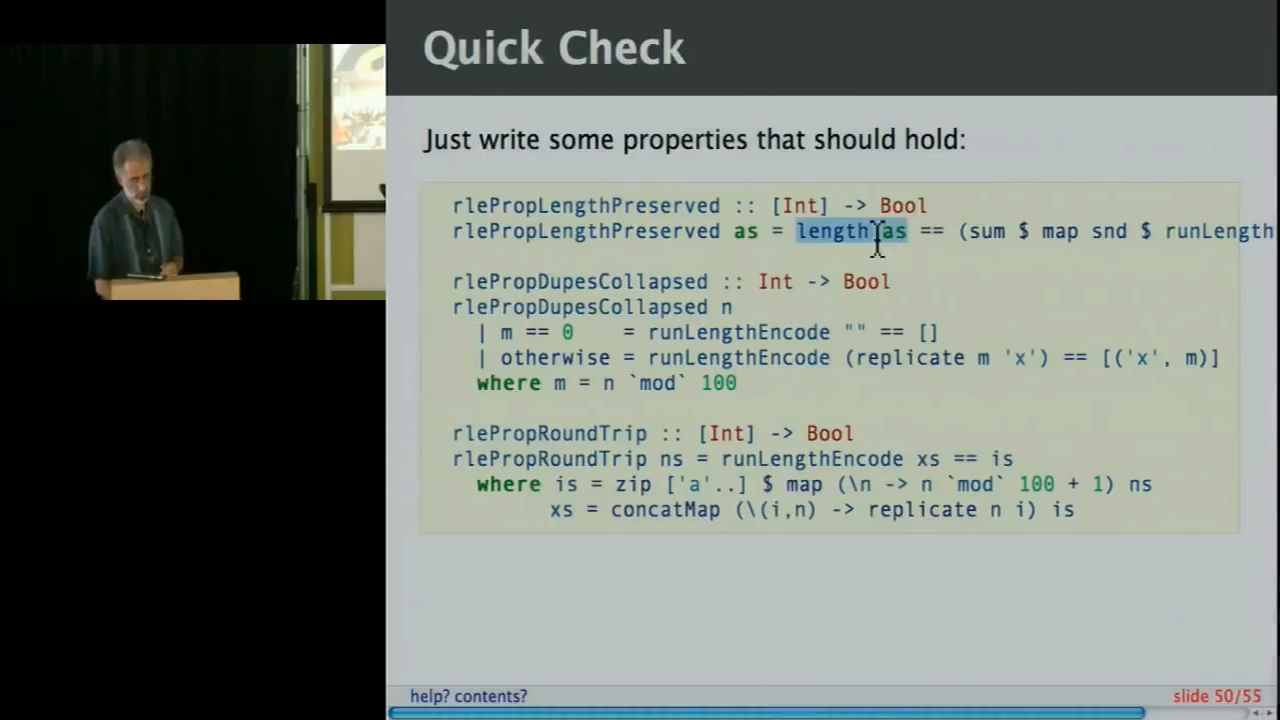 Quick Check
Just write some properties that should hold:
rlePropLengthPreserved :: [Int] -> Bool
rlePropLengthPreserved as = length as == (sum $ map snd $ runLength
rlePropDupesCollapsed :: Int -> Bool
rlePropDupesCollapsed n
| m == 0 = runLengthEncode "" == []
| otherwise = runLengthEncode (replicate m 'x') == [('x', m)]
where m = n `mod` 100
rlePropRoundTrip :: [Int] -> Bool
rlePropRoundTrip ns = runLengthEncode xs == is
where is = zip ['a'..] $ map (\n -> n `mod` 100 + 1) ns
xs = concatMap (\(i,n) -> replicate n i) is
help? contents?
slide 50/55